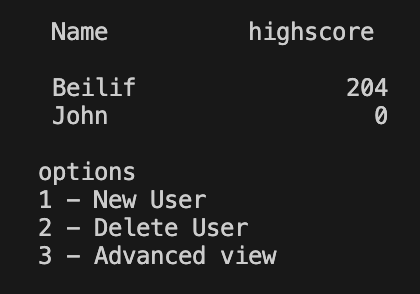 Name highscore
Beilif 204
John 0
options
1 – New User
2 – Delete User
3 – Advanced view